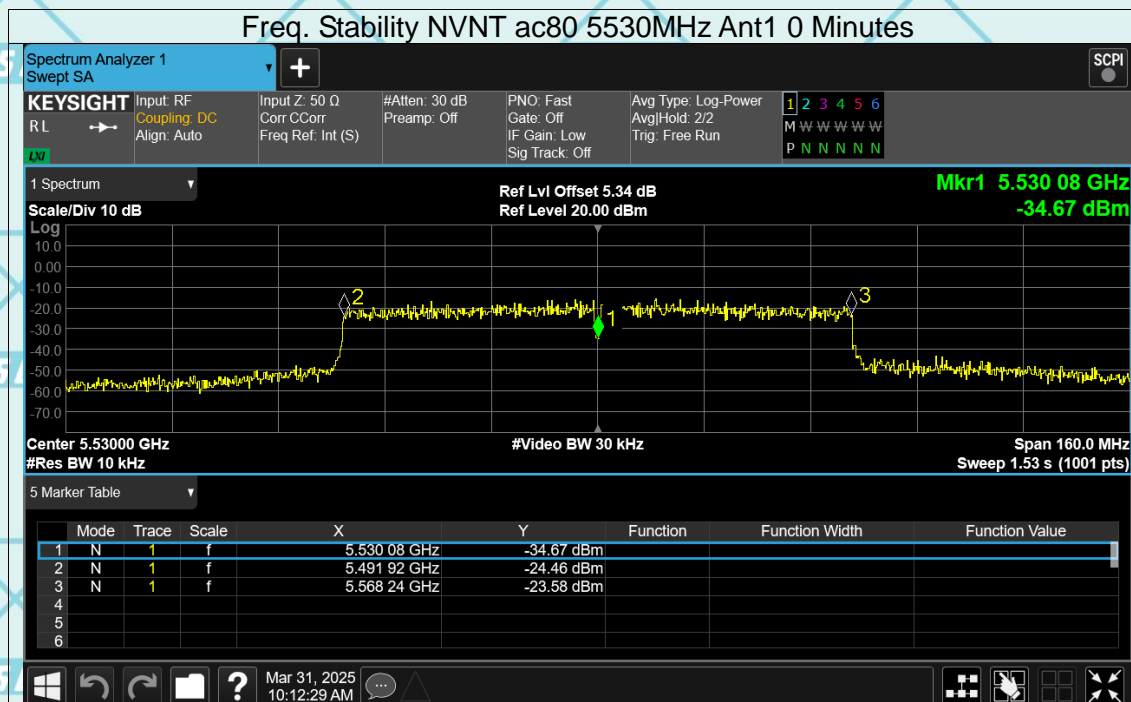 Freq. Stability NVNT ac80 5530MHz Ant1 0 Minutes
Spectrum Analyzer 1
Swept SA
+
SCPI
KEYSIGHT
RL
LXI
Input: RF
Coupling: DC
Align: Auto
Input Z: 50 Ω
Corr CCorr
Freq Ref: Int (S)
#Atten: 30 dB
Preamp: Off
PNO: Fast
Gate: Off
IF Gain: Low
Sig Track: Off
Avg Type: Log-Power
Avg|Hold: 2/2
Trig: Free Run
1 2 3 4 5 6
M W W W W W
P N N N N N
1 Spectrum
Scale/Div 10 dB
Ref Lvl Offset 5.34 dB
Ref Level 20.00 dBm
Mkr1 5.530 08 GHz
-34.67 dBm
Log
10.0
0.00
-10.0
-20.0
-30.0
-40.0
-50.0
-60.0
-70.0
2
1
3
Center 5.53000 GHz
#Video BW 30 kHz
Span 160.0 MHz
#Res BW 10 kHz
Sweep 1.53 s (1001 pts)
5 Marker Table
Mode Trace Scale X Y Function Function Width Function Value
1 N 1 f 5.530 08 GHz -34.67 dBm
2 N 1 f 5.491 92 GHz -24.46 dBm
3 N 1 f 5.568 24 GHz -23.58 dBm
4
5
6
?
Mar 31, 2025
10:12:29 AM